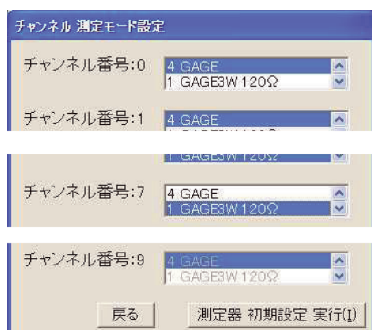 チャンネル 測定モード設定
チャンネル番号:0
4 GAGE
1 GAGE3W 120Ω
チャンネル番号:1
4 GAGE
1 GAGE3W 120Ω
チャンネル番号:7
4 GAGE
1 GAGE3W 120Ω
チャンネル番号:9
4 GAGE
1 GAGE3W 120Ω
戻る
測定器 初期設定 実行(I)